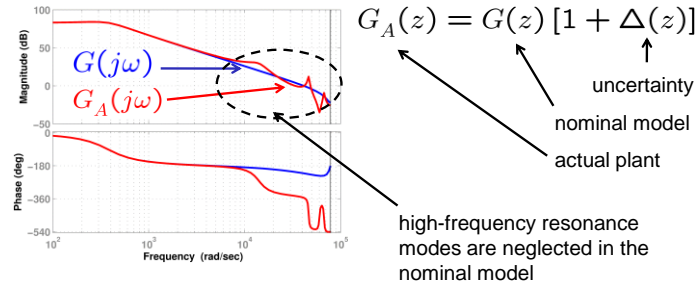 100
50
0
−50
Magnitude (dB)
G(jω)
G_A(jω)
0
−180
−360
−540
Phase (deg)
10^2
10^3
10^4
10^5
Frequency (rad/sec)
G_A(z) = G(z) [1 + Δ(z)]
uncertainty
nominal model
actual plant
high-frequency resonance
modes are neglected in the
nominal model